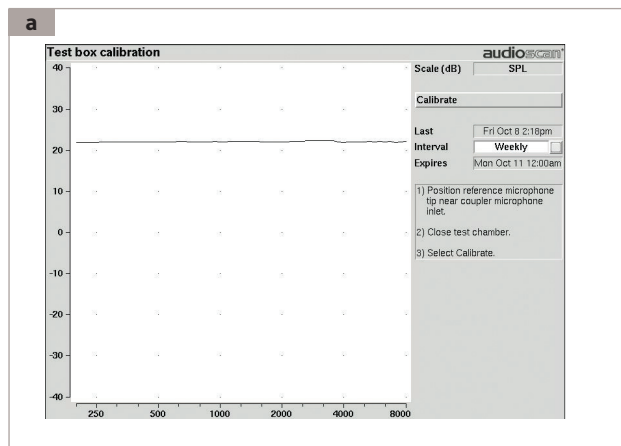 a
Test box calibration
audioscan
40
30
20
10
0
-10
-20
-30
-40
250 500 1000 2000 4000 8000
Scale (dB) SPL
Calibrate
Last Fri Oct 8 2:18pm
Interval Weekly
Expires Mon Oct 11 12:00am
1) Position reference microphone
tip near coupler microphone
inlet.
2) Close test chamber.
3) Select Calibrate.